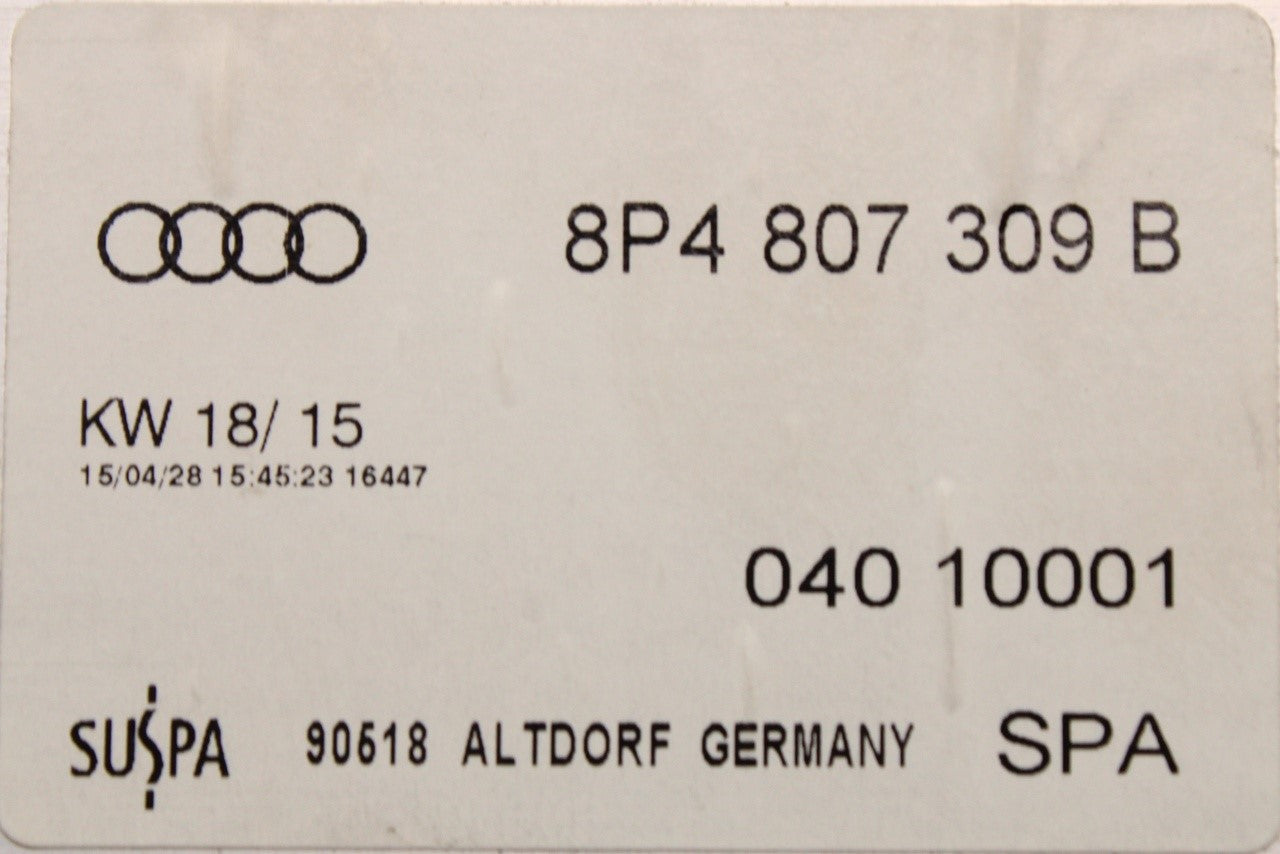 8P4 807 309 B
KW 18/ 15
15/04/28 15:45:23 16447
040 10001
SUSPA 90518 ALTDORF GERMANY SPA